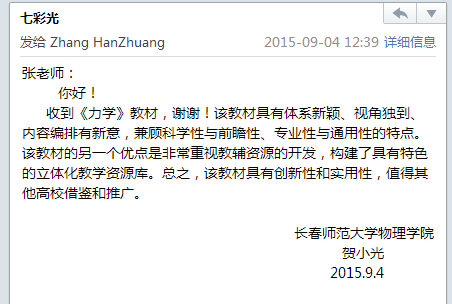 七彩光
发给 Zhang HanZhuang 2015-09-04 12:39 详细信息
张老师：
你好！
收到《力学》教材，谢谢！该教材具有体系新颖、视角独到、
内容编排有新意，兼顾科学性与前瞻性、专业性与通用性的特点。
该教材的另一个优点是非常重视教辅资源的开发，构建了具有特色
的立体化教学资源库。总之，该教材具有创新性和实用性，值得其
他高校借鉴和推广。
长春师范大学物理学院
贺小光
2015.9.4